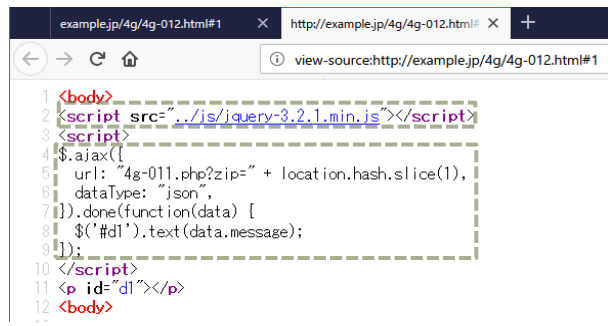 example.jp/4g/4g-012.html#1
http://example.jp/4g/4g-012.html#
view-source:http://example.jp/4g/4g-012.html#1
1 <body>
2 <script src="../js/jquery-3.2.1.min.js"></script>
3 <script>
4 $.ajax({
5 url: "4g-011.php?zip=" + location.hash.slice(1),
6 dataType: "json",
7 }).done(function(data) {
8 $('#d1').text(data.message);
9 });
10 </script>
11 <p id="d1"></p>
12 <body>